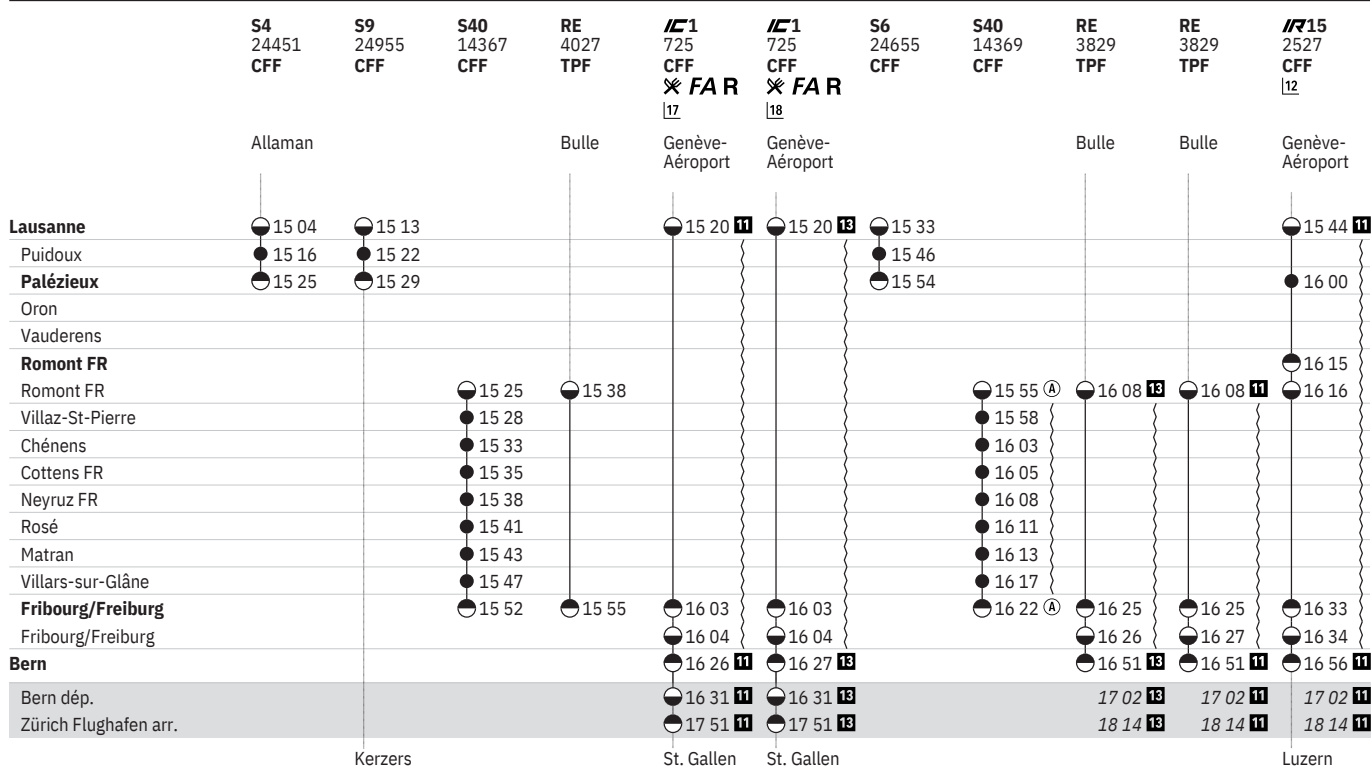 S4 S9 S40 RE IC1 IC1 S6 S40 RE RE IR15
24451 24955 14367 4027 725 725 24655 14369 3829 3829 2527
CFF CFF CFF TPF CFF CFF CFF CFF TPF TPF CFF
FA R FA R 12
17 18
Allaman Bulle Genève- Genève- Bulle Bulle Genève-
Aéroport Aéroport Aéroport
Lausanne 15 04 15 13 15 20 11 15 20 13 15 33 15 44 11
Puidoux 15 16 15 22 15 46
Palézieux 15 25 15 29 15 54 16 00
Oron
Vauderens
Romont FR 16 15
Romont FR 15 25 15 38 15 55 A 16 08 13 16 08 11 16 16
Villaz-St-Pierre 15 28 15 58
Chénens 15 33 16 03
Cottens FR 15 35 16 05
Neyruz FR 15 38 16 08
Rosé 15 41 16 11
Matran 15 43 16 13
Villars-sur-Glâne 15 47 16 17
Fribourg/Freiburg 15 52 15 55 16 03 16 03 16 22 A 16 25 16 25 16 33
Fribourg/Freiburg 16 04 16 04 16 26 16 27 16 34
Bern 16 26 11 16 27 13 16 51 13 16 51 11 16 56 11
Bern dép. 16 31 11 16 31 13 17 02 13 17 02 11 17 02 11
Zürich Flughafen arr. 17 51 11 17 51 13 18 14 13 18 14 11 18 14 11
Kerzers St. Gallen St. Gallen Luzern